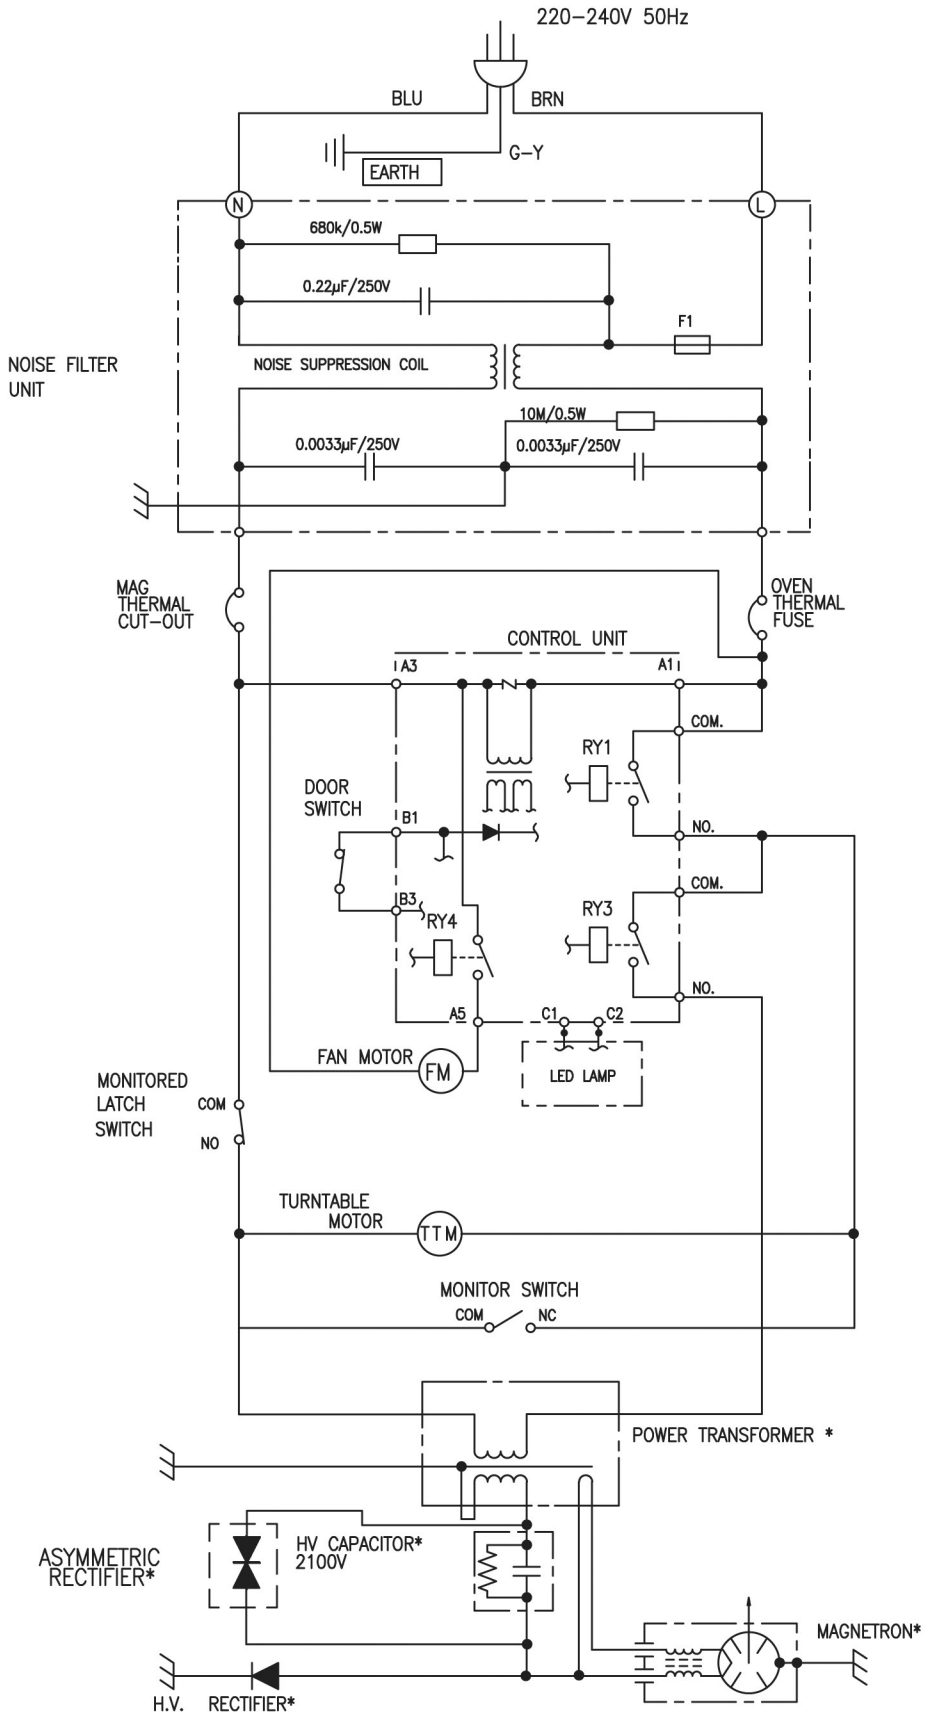 220-240V 50Hz
BLU
BRN
G-Y
EARTH
N
L
680k/0.5W
0.22µF/250V
F1
NOISE FILTER
UNIT
NOISE SUPPRESSION COIL
10M/0.5W
0.0033µF/250V
0.0033µF/250V
MAG
THERMAL
CUT-OUT
OVEN
THERMAL
FUSE
CONTROL UNIT
A3
A1
COM.
RY1
DOOR
SWITCH
B1
NO.
COM.
B3
RY4
RY3
NO.
A5
C1
C2
FAN MOTOR
FM
LED LAMP
MONITORED
LATCH
SWITCH
COM
NO
TURNTABLE
MOTOR
TTM
MONITOR SWITCH
COM
NC
POWER TRANSFORMER *
ASYMMETRIC
RECTIFIER*
HV CAPACITOR*
2100V
MAGNETRON*
H.V. RECTIFIER*